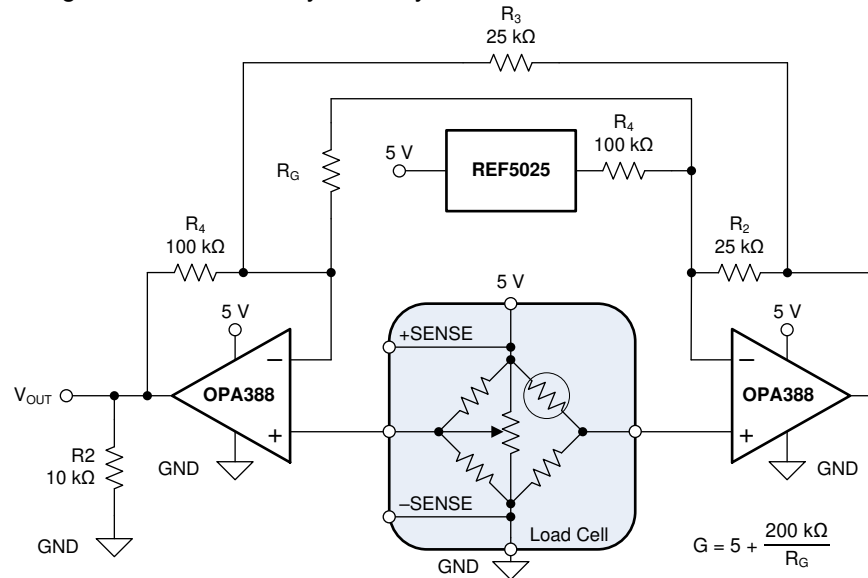 R3
25 kΩ
R4
100 kΩ
5 V
REF5025
RG
R4
100 kΩ
R2
25 kΩ
5 V
5 V
5 V
+SENSE
OPA388
–
+
OPA388
–
+
VOUT
R2
10 kΩ
GND
GND
GND
–SENSE
Load Cell
GND
G = 5 + 200 kΩ / RG